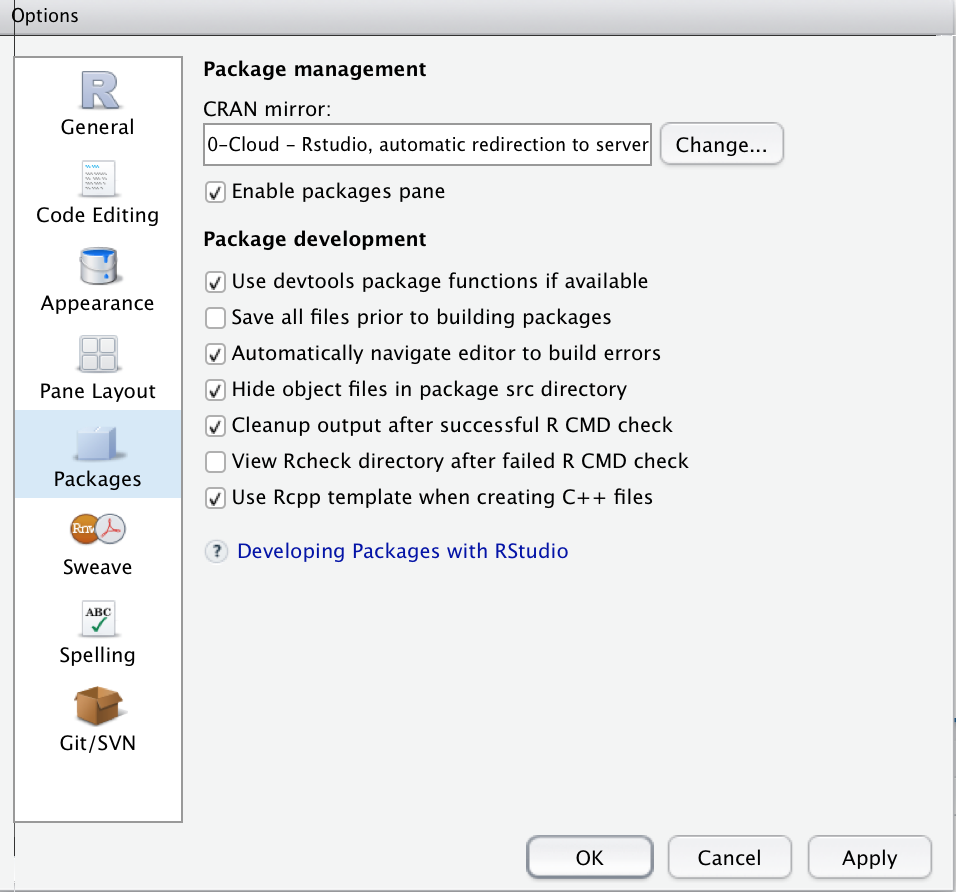 Options
General
Code Editing
Appearance
Pane Layout
Packages
Rnw
Sweave
ABC
Spelling
Git/SVN
Package management
CRAN mirror:
0-Cloud - Rstudio, automatic redirection to server
Change...
Enable packages pane
Package development
Use devtools package functions if available
Save all files prior to building packages
Automatically navigate editor to build errors
Hide object files in package src directory
Cleanup output after successful R CMD check
View Rcheck directory after failed R CMD check
Use Rcpp template when creating C++ files
? Developing Packages with RStudio
OK
Cancel
Apply